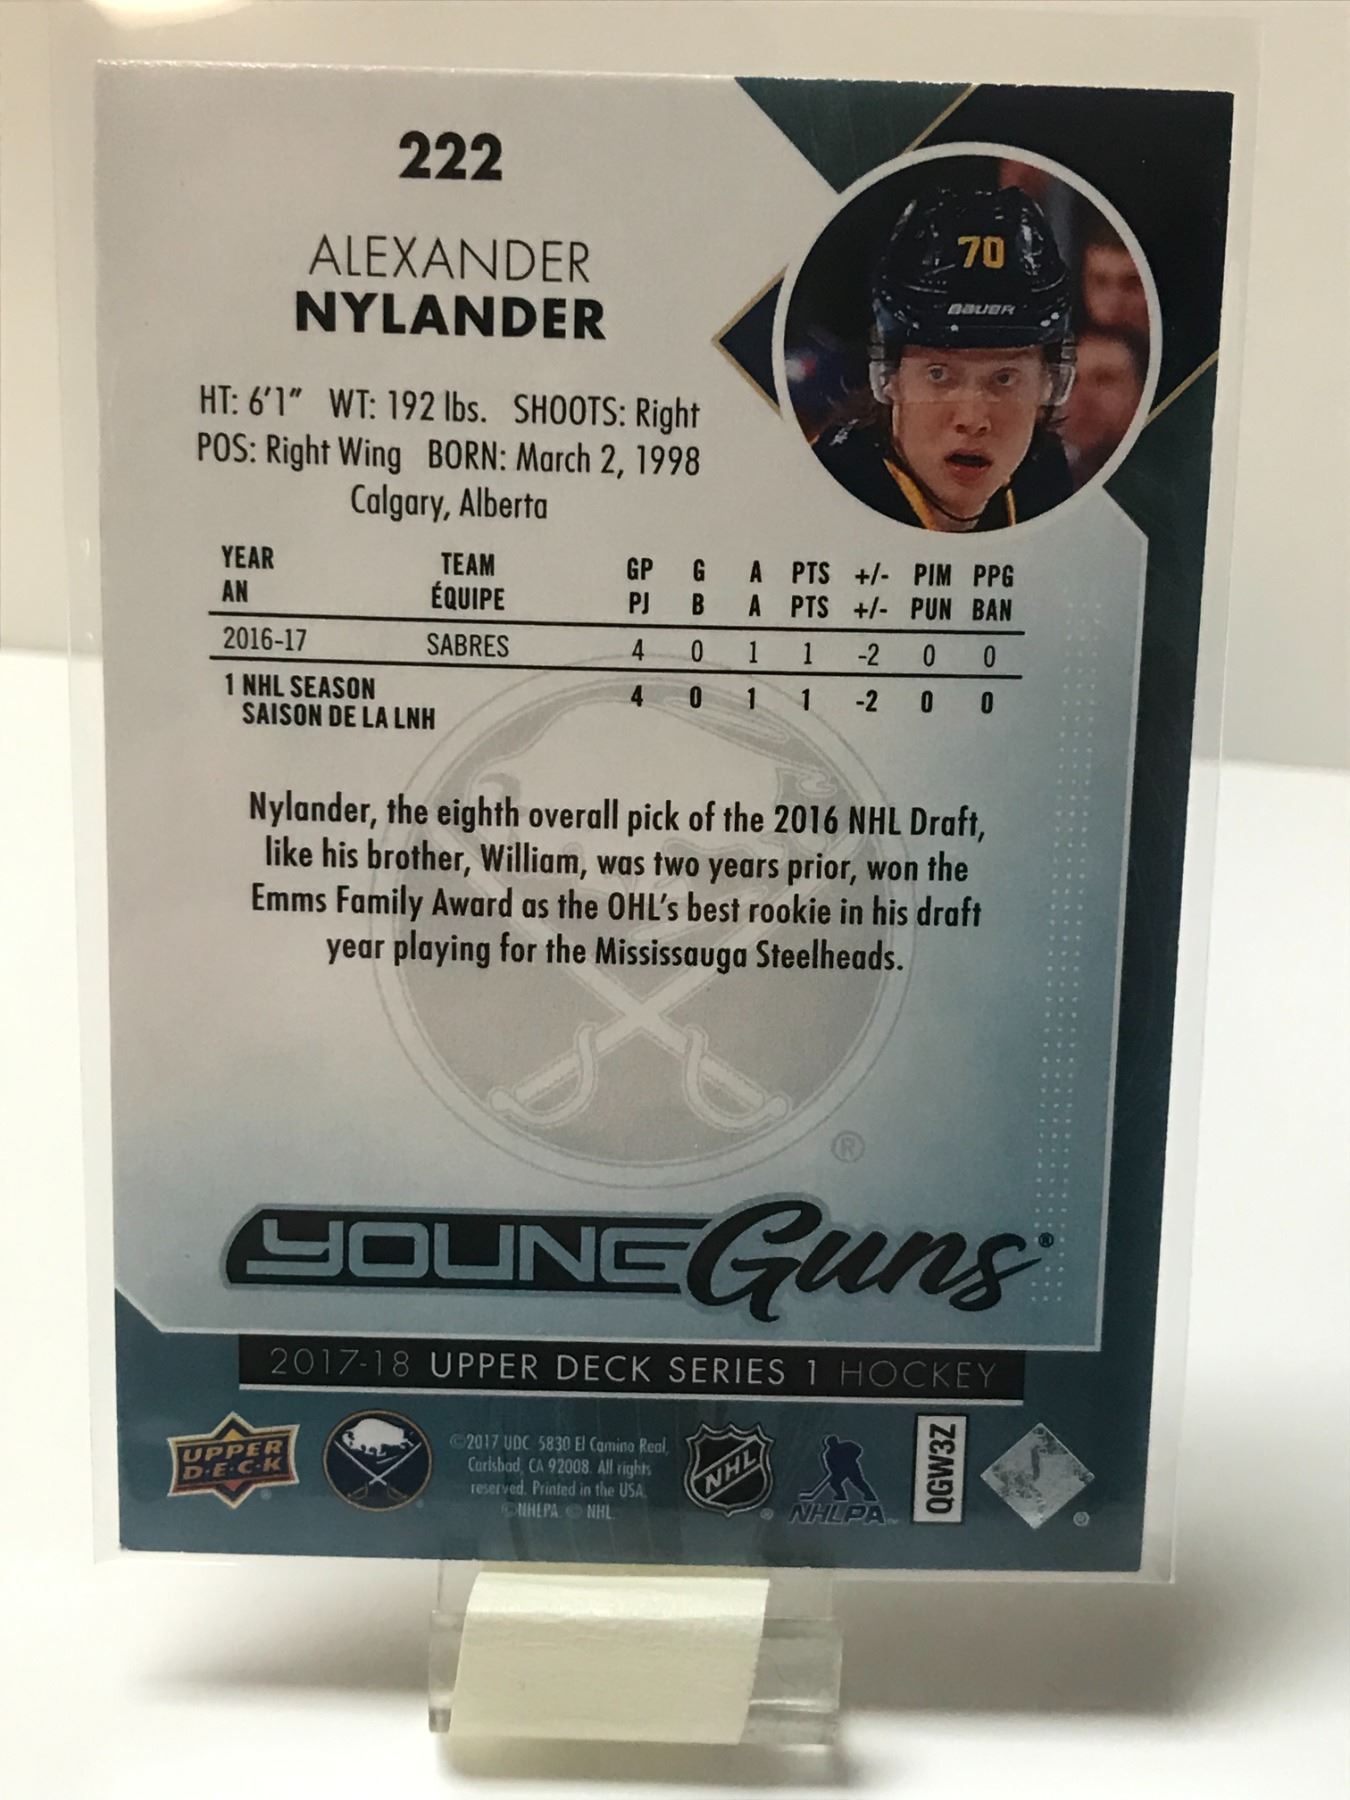 222
ALEXANDER
NYLANDER
70
BAUER
HT: 6'1" WT: 192 lbs. SHOOTS: Right
POS: Right Wing BORN: March 2, 1998
Calgary, Alberta
YEAR TEAM GP G A PTS +/- PIM PPG
AN ÉQUIPE PJ B A PTS +/- PUN BAN
2016-17 SABRES 4 0 1 1 -2 0 0
1 NHL SEASON 4 0 1 1 -2 0 0
SAISON DE LA LNH
Nylander, the eighth overall pick of the 2016 NHL Draft,
like his brother, William, was two years prior, won the
Emms Family Award as the OHL's best rookie in his draft
year playing for the Mississauga Steelheads.
®
YOUNG Guns®
2017-18 UPPER DECK SERIES 1 HOCKEY
UPPER
D•E•C•K
©2017 UDC 5830 El Camino Real,
Carlsbad, CA 92008. All rights
reserved. Printed in the USA.
©NHLPA. © NHL.
NHL
NHLPA
QGW3Z